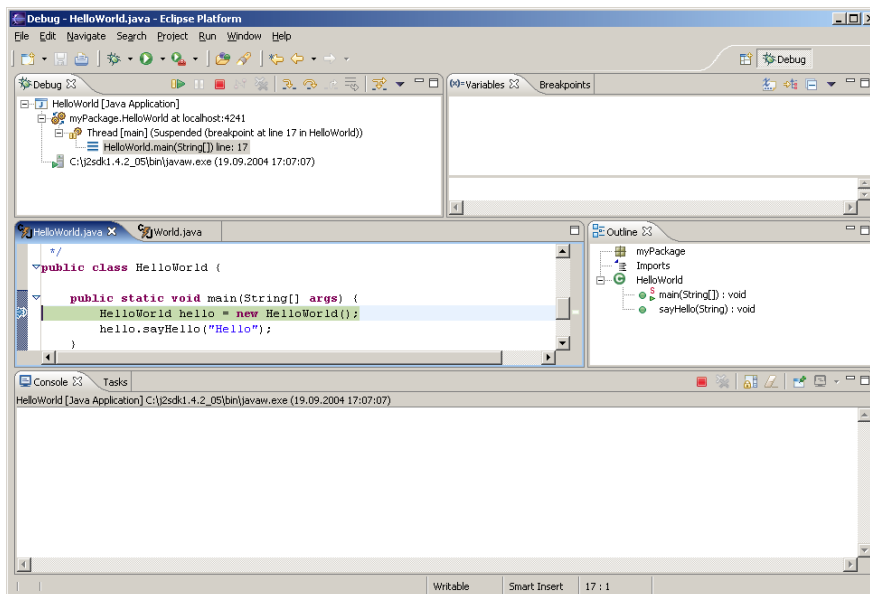 Debug - HelloWorld.java - Eclipse Platform
File Edit Navigate Search Project Run Window Help
Debug
Debug
HelloWorld [Java Application]
myPackage.HelloWorld at localhost:4241
Thread [main] (Suspended (breakpoint at line 17 in HelloWorld))
HelloWorld.main(String[]) line: 17
C:\j2sdk1.4.2_05\bin\javaw.exe (19.09.2004 17:07:07)
(x)=Variables Breakpoints
HelloWorld.java World.java
*/
public class HelloWorld {
public static void main(String[] args) {
HelloWorld hello = new HelloWorld();
hello.sayHello("Hello");
}
Outline
myPackage
Imports
HelloWorld
S main(String[]) : void
sayHello(String) : void
Console Tasks
HelloWorld [Java Application] C:\j2sdk1.4.2_05\bin\javaw.exe (19.09.2004 17:07:07)
Writable Smart Insert 17 : 1